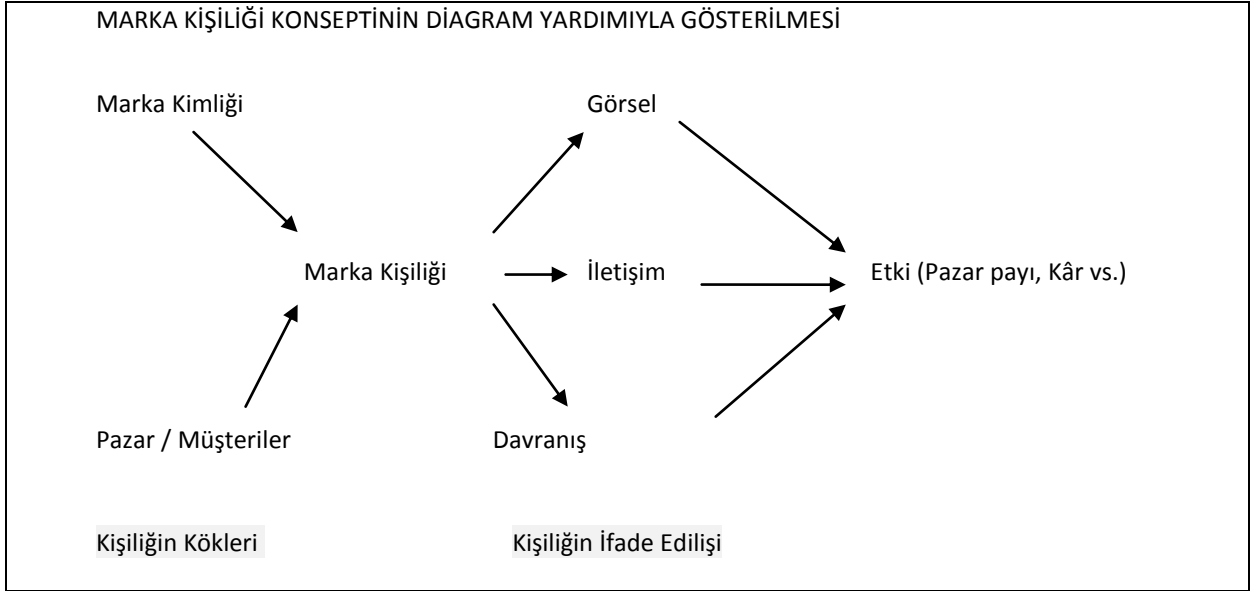 MARKA KİŞİLİĞİ KONSEPTİNİN DİAGRAM YARDIMIYLA GÖSTERİLMESİ
Marka Kimliği
Görsel
Marka Kişiliği
İletişim
Etki (Pazar payı, Kâr vs.)
Pazar / Müşteriler
Davranış
Kişiliğin Kökleri
Kişiliğin İfade Edilişi